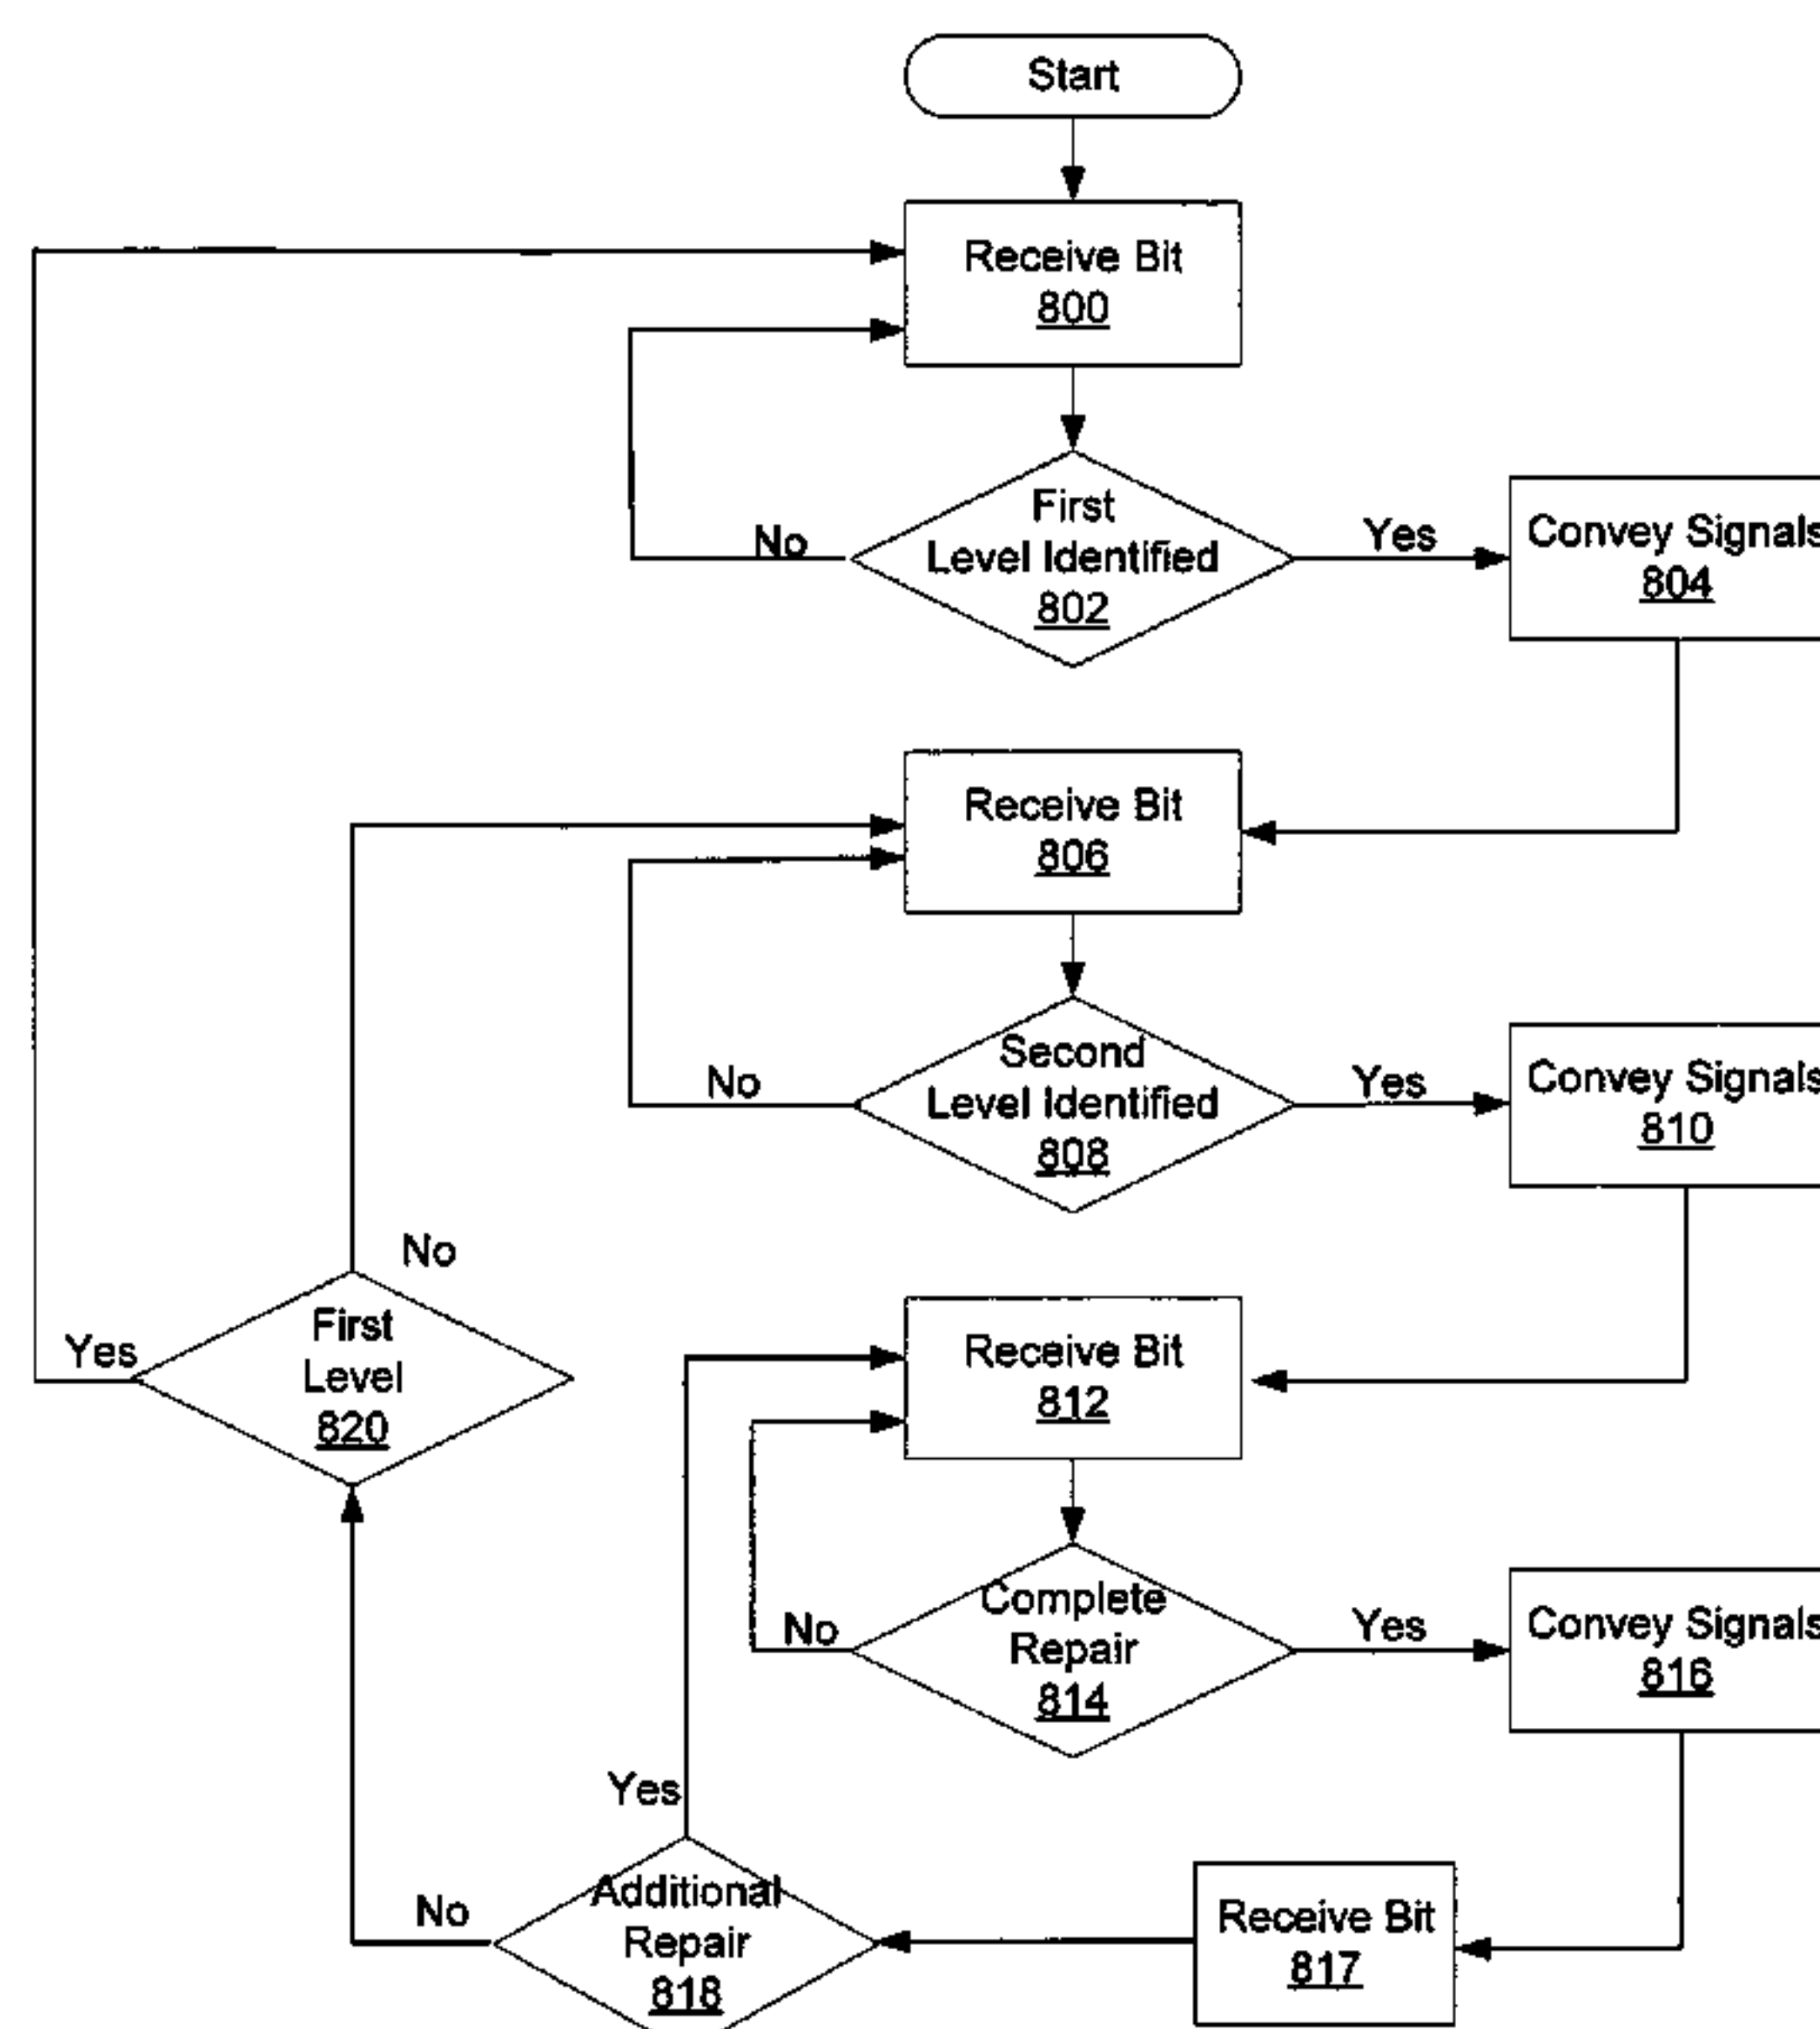 Start
Receive Bit
800
First
Level Identified
802
No
Yes
Convey Signals
804
Receive Bit
806
Second
Level Identified
808
No
Yes
Convey Signals
810
No
First
Level
820
Yes
Receive Bit
812
Complete
Repair
814
No
Yes
Convey Signals
816
Yes
Additional
Repair
818
No
Receive Bit
817